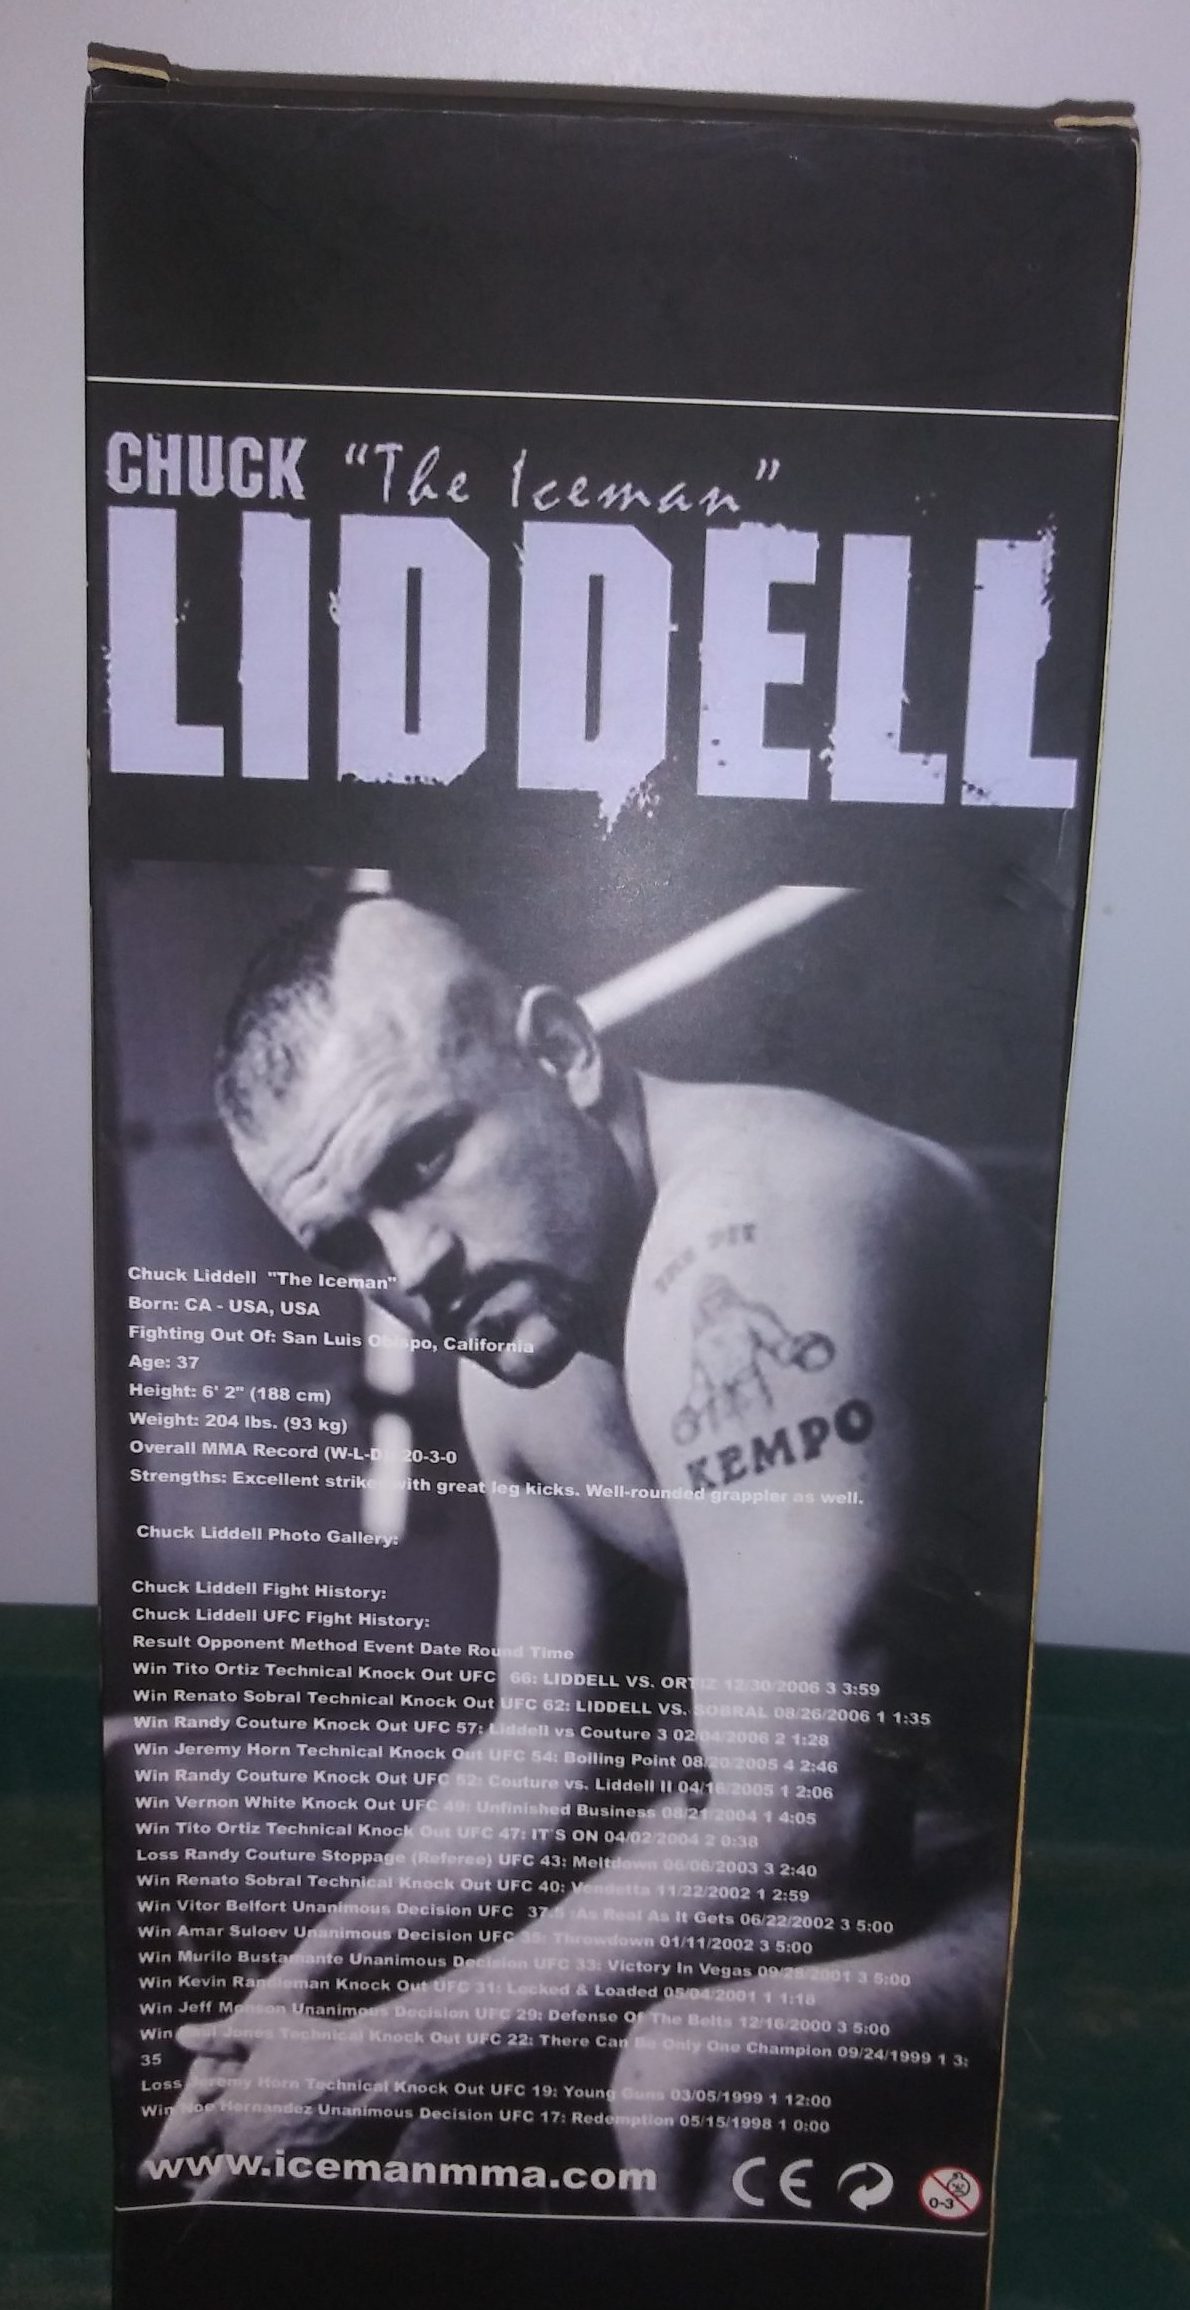 CHUCK "The Iceman"
LIDDELL
THE PIT
KEMPO
Chuck Liddell "The Iceman"
Born: CA - USA, USA
Fighting Out Of: San Luis Obispo, California
Age: 37
Height: 6' 2" (188 cm)
Weight: 204 lbs. (93 kg)
Overall MMA Record (W-L-D): 20-3-0
Strengths: Excellent striker with great leg kicks. Well-rounded grappler as well.
Chuck Liddell Photo Gallery:
Chuck Liddell Fight History:
Chuck Liddell UFC Fight History:
Result Opponent Method Event Date Round Time
Win Tito Ortiz Technical Knock Out UFC 66: LIDDELL VS. ORTIZ 12/30/2006 3 3:59
Win Renato Sobral Technical Knock Out UFC 62: LIDDELL VS. SOBRAL 08/26/2006 1 1:35
Win Randy Couture Knock Out UFC 57: Liddell vs Couture 3 02/04/2006 2 1:28
Win Jeremy Horn Technical Knock Out UFC 54: Boiling Point 08/20/2005 4 2:46
Win Randy Couture Knock Out UFC 52: Couture vs. Liddell II 04/16/2005 1 2:06
Win Vernon White Knock Out UFC 49: Unfinished Business 08/21/2004 1 4:05
Win Tito Ortiz Technical Knock Out UFC 47: IT'S ON 04/02/2004 2 0:38
Loss Randy Couture Stoppage (Referee) UFC 43: Meltdown 06/06/2003 3 2:40
Win Renato Sobral Technical Knock Out UFC 40: Vendetta 11/22/2002 1 2:59
Win Vitor Belfort Unanimous Decision UFC 37.5 :As Real As It Gets 06/22/2002 3 5:00
Win Amar Suloev Unanimous Decision UFC 35: Throwdown 01/11/2002 3 5:00
Win Murilo Bustamante Unanimous Decision UFC 33: Victory In Vegas 09/28/2001 3 5:00
Win Kevin Randleman Knock Out UFC 31: Locked & Loaded 05/04/2001 1 1:18
Win Jeff Monson Unanimous Decision UFC 29: Defense Of The Belts 12/16/2000 3 5:00
Win Paul Jones Technical Knock Out UFC 22: There Can Be Only One Champion 09/24/1999 1 3:
35
Loss Jeremy Horn Technical Knock Out UFC 19: Young Guns 03/05/1999 1 12:00
Win Noe Hernandez Unanimous Decision UFC 17: Redemption 05/15/1998 1 0:00
www.icemanmma.com
CE
0-3